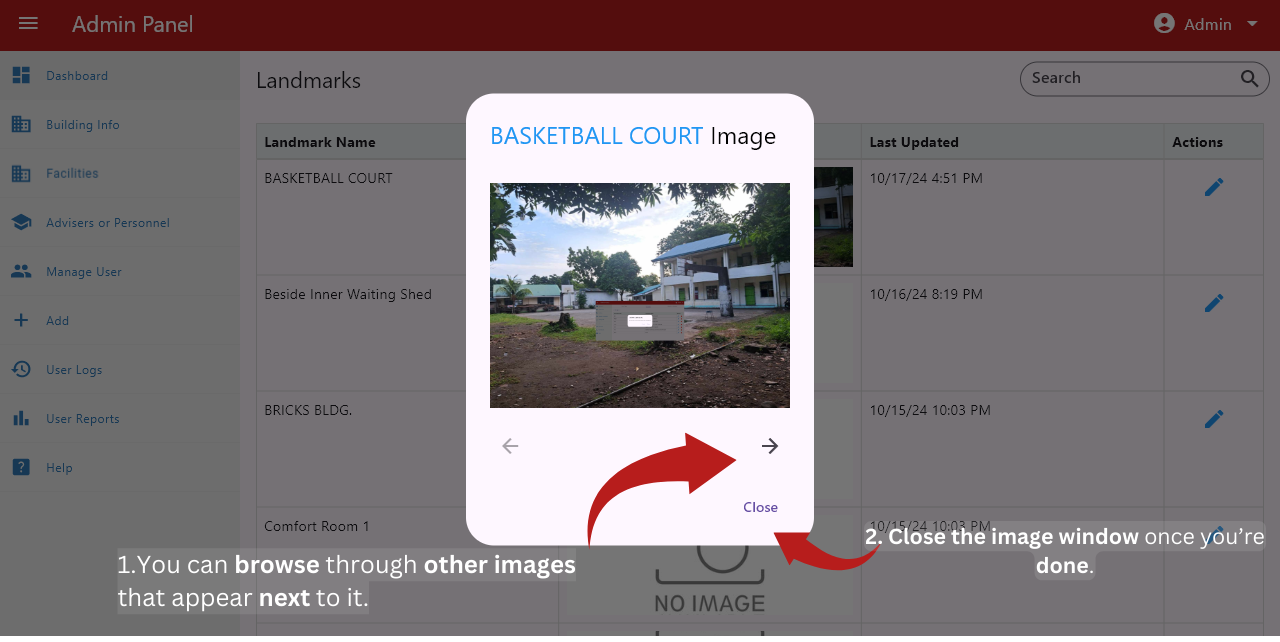 Admin Panel
Admin
Dashboard
Building Info
Facilities
Advisers or Personnel
Manage User
Add
User Logs
User Reports
Help
Landmarks
Search
Landmark Name
Last Updated
Actions
BASKETBALL COURT
10/17/24 4:51 PM
Beside Inner Waiting Shed
10/16/24 8:19 PM
BRICKS BLDG.
10/15/24 10:03 PM
Comfort Room 1
10/15/24 10:03 PM
NO IMAGE
BASKETBALL COURT Image
Close
1.You can browse through other images
that appear next to it.
2. Close the image window once you’re
done.